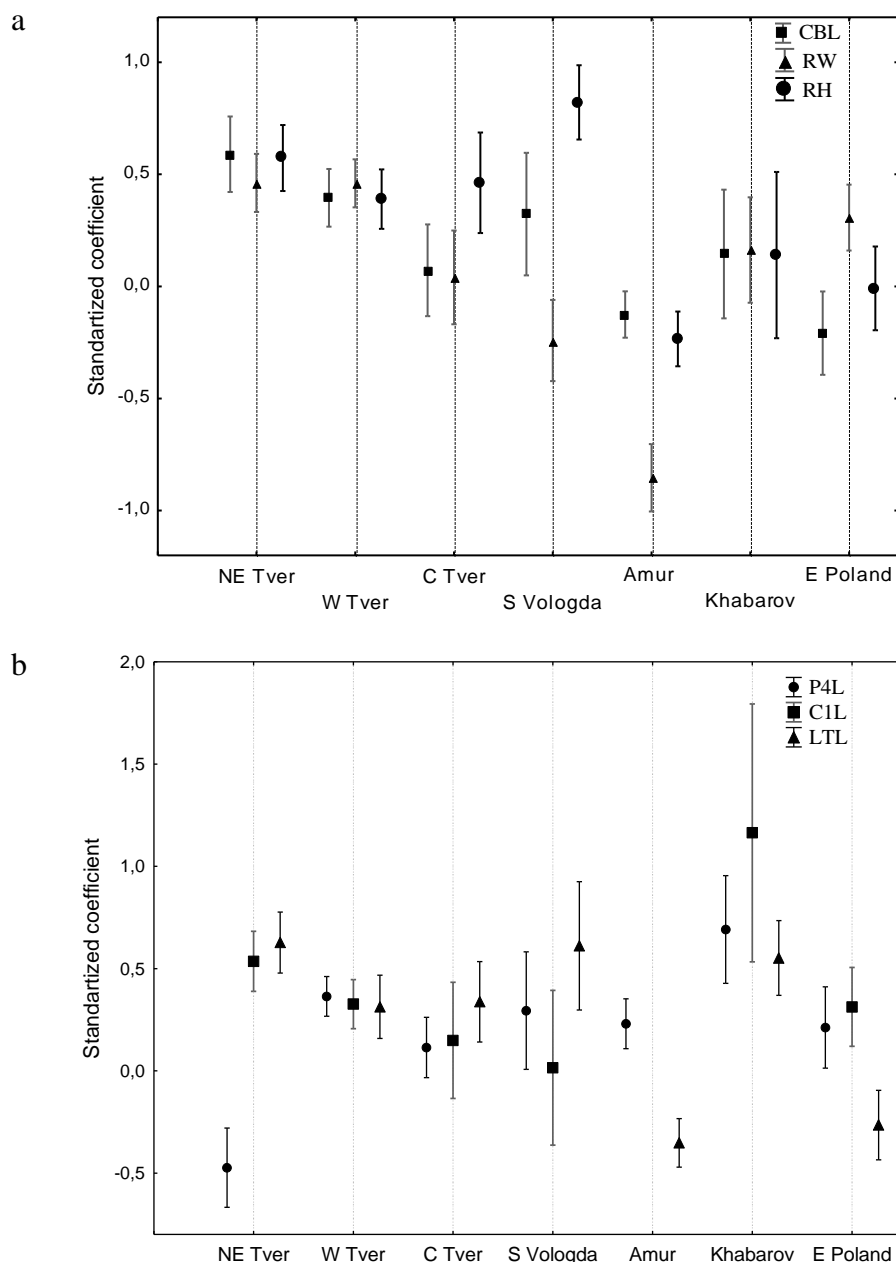 a
CBL
RW
RH
1,0
0,5
0,0
-0,5
-1,0
Standartized coefficient
NE Tver
C Tver
Amur
E Poland
W Tver
S Vologda
Khabarov
b
P4L
C1L
LTL
2,0
1,5
1,0
0,5
0,0
-0,5
Standartized coefficient
NE Tver
W Tver
C Tver
S Vologda
Amur
Khabarov
E Poland